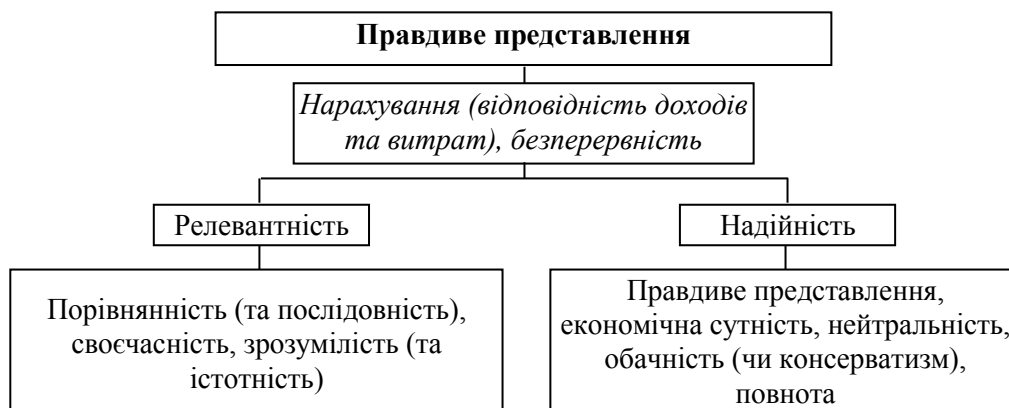 Правдиве представлення
Нарахування (відповідність доходів
та витрат), безперервність
Релевантність
Надійність
Порівнянність (та послідовність),
своєчасність, зрозумілість (та
істотність)
Правдиве представлення,
економічна сутність, нейтральність,
обачність (чи консерватизм),
повнота